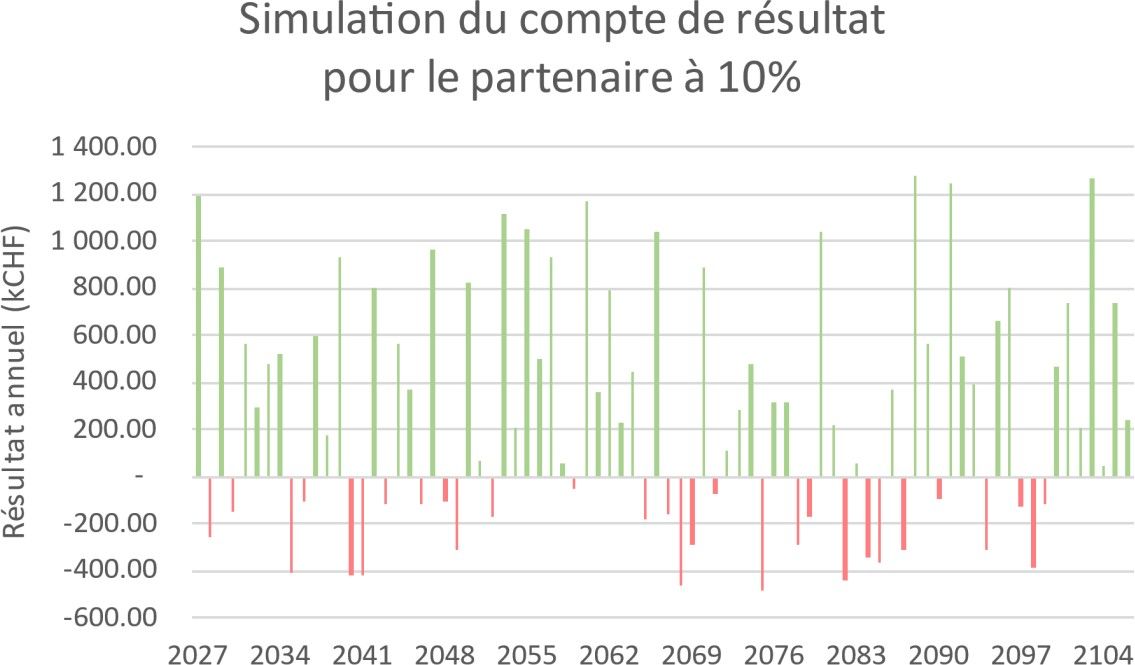 Simulation du compte de résultat
pour le partenaire à 10%
Résultat annuel (kCHF)
1 400.00
1 200.00
1 000.00
800.00
600.00
400.00
200.00
-
-200.00
-400.00
-600.00
2027 2034 2041 2048 2055 2062 2069 2076 2083 2090 2097 2104